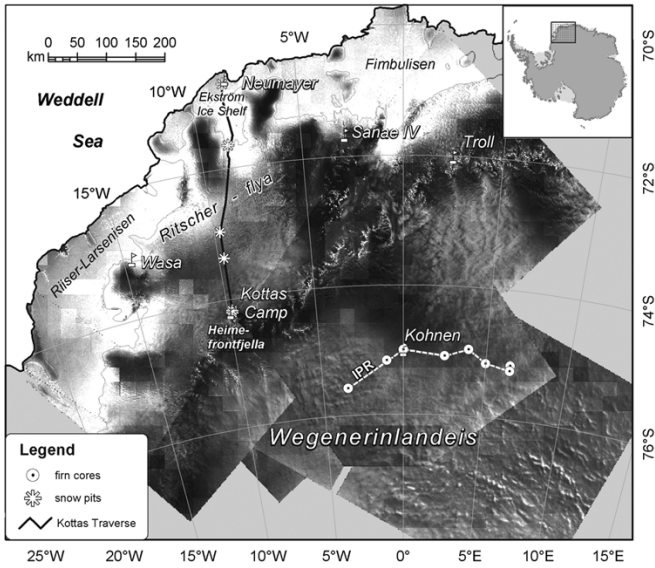 0 50 100 150 200
km
5°W
Fimbulisen
70°S
10°W
Neumayer
Ekström
Ice Shelf
Weddell
Sea
Sanae IV
Troll
72°S
15°W
Ritscher - flya
Riiser-Larsenisen
Wasa
Kottas
Camp
74°S
Heime-
frontfjella
Kohnen
IPR
Wegenerinlandeis
76°S
Legend
firn cores
snow pits
Kottas Traverse
25°W 20°W 15°W 10°W 5°W 0° 5°E 10°E 15°E